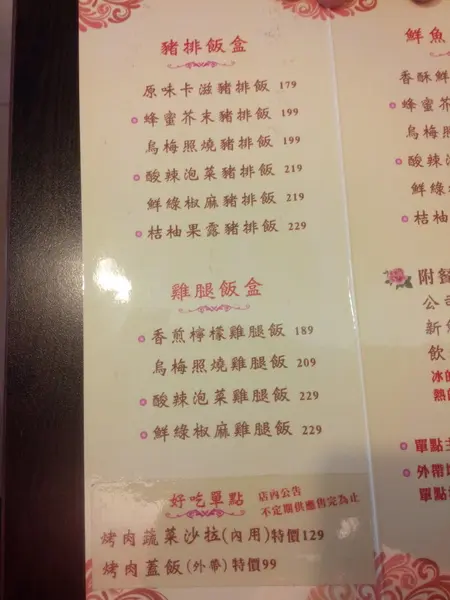 豬排飯盒
原味卡滋豬排飯 179
蜂蜜芥末豬排飯 199
烏梅照燒豬排飯 199
酸辣泡菜豬排飯 219
鮮綠椒麻豬排飯 219
桔柚果露豬排飯 229
雞腿飯盒
香煎檸檬雞腿飯 189
烏梅照燒雞腿飯 209
酸辣泡菜雞腿飯 229
鮮綠椒麻雞腿飯 229
好吃單點
店內公告
不定期供應售完為止
烤肉蔬菜沙拉(內用)特價129
烤肉蓋飯(外帶)特價99
鮮魚
香酥鮮
蜂蜜芥
烏梅照
酸辣
鮮綠
桔柚
附餐
公司
新鮮
飲
冰的
熱的
單點
外帶
單點